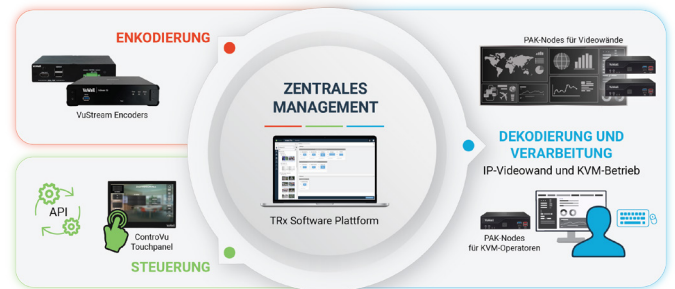 ENKODIERUNG
VuStream Encoders
API
ControVu
Touchpanel
STEUERUNG
ZENTRALES
MANAGEMENT
TRx Software Plattform
PAK-Nodes für Videowände
DEKODIERUNG UND
VERARBEITUNG
IP-Videowand und KVM-Betrieb
PAK-Nodes
für KVM-Operatoren